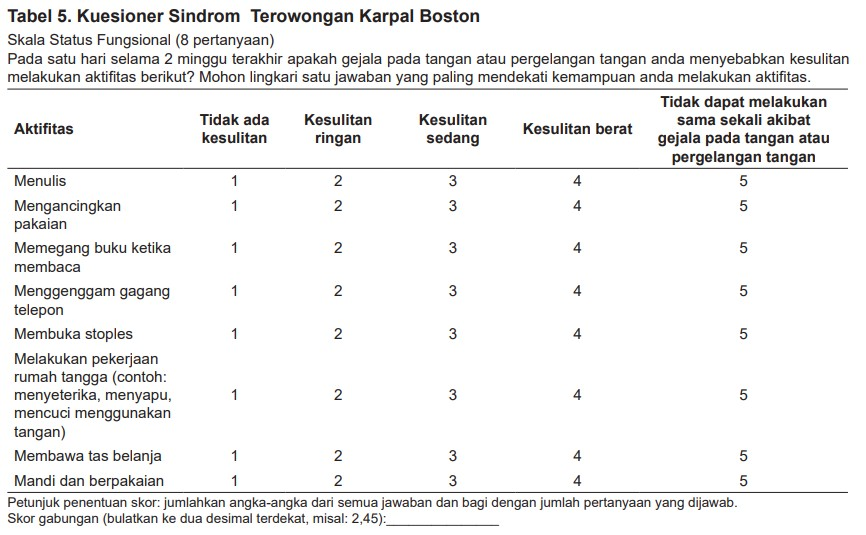 Tabel 5. Kuesioner Sindrom Terowongan Karpal Boston
Skala Status Fungsional (8 pertanyaan)
Pada satu hari selama 2 minggu terakhir apakah gejala pada tangan atau pergelangan tangan anda menyebabkan kesulitan
melakukan aktifitas berikut? Mohon lingkari satu jawaban yang paling mendekati kemampuan anda melakukan aktifitas.
Aktifitas
Tidak ada
kesulitan
Kesulitan
ringan
Kesulitan
sedang
Kesulitan berat
Tidak dapat melakukan
sama sekali akibat
gejala pada tangan atau
pergelangan tangan
Menulis 1 2 3 4 5
Mengancingkan 1 2 3 4 5
pakaian
Memegang buku ketika 1 2 3 4 5
membaca
Menggenggam gagang 1 2 3 4 5
telepon
Membuka stoples 1 2 3 4 5
Melakukan pekerjaan
rumah tangga (contoh:
menyeterika, menyapu, 1 2 3 4 5
mencuci menggunakan
tangan)
Membawa tas belanja 1 2 3 4 5
Mandi dan berpakaian 1 2 3 4 5
Petunjuk penentuan skor: jumlahkan angka-angka dari semua jawaban dan bagi dengan jumlah pertanyaan yang dijawab.
Skor gabungan (bulatkan ke dua desimal terdekat, misal: 2,45):_______________